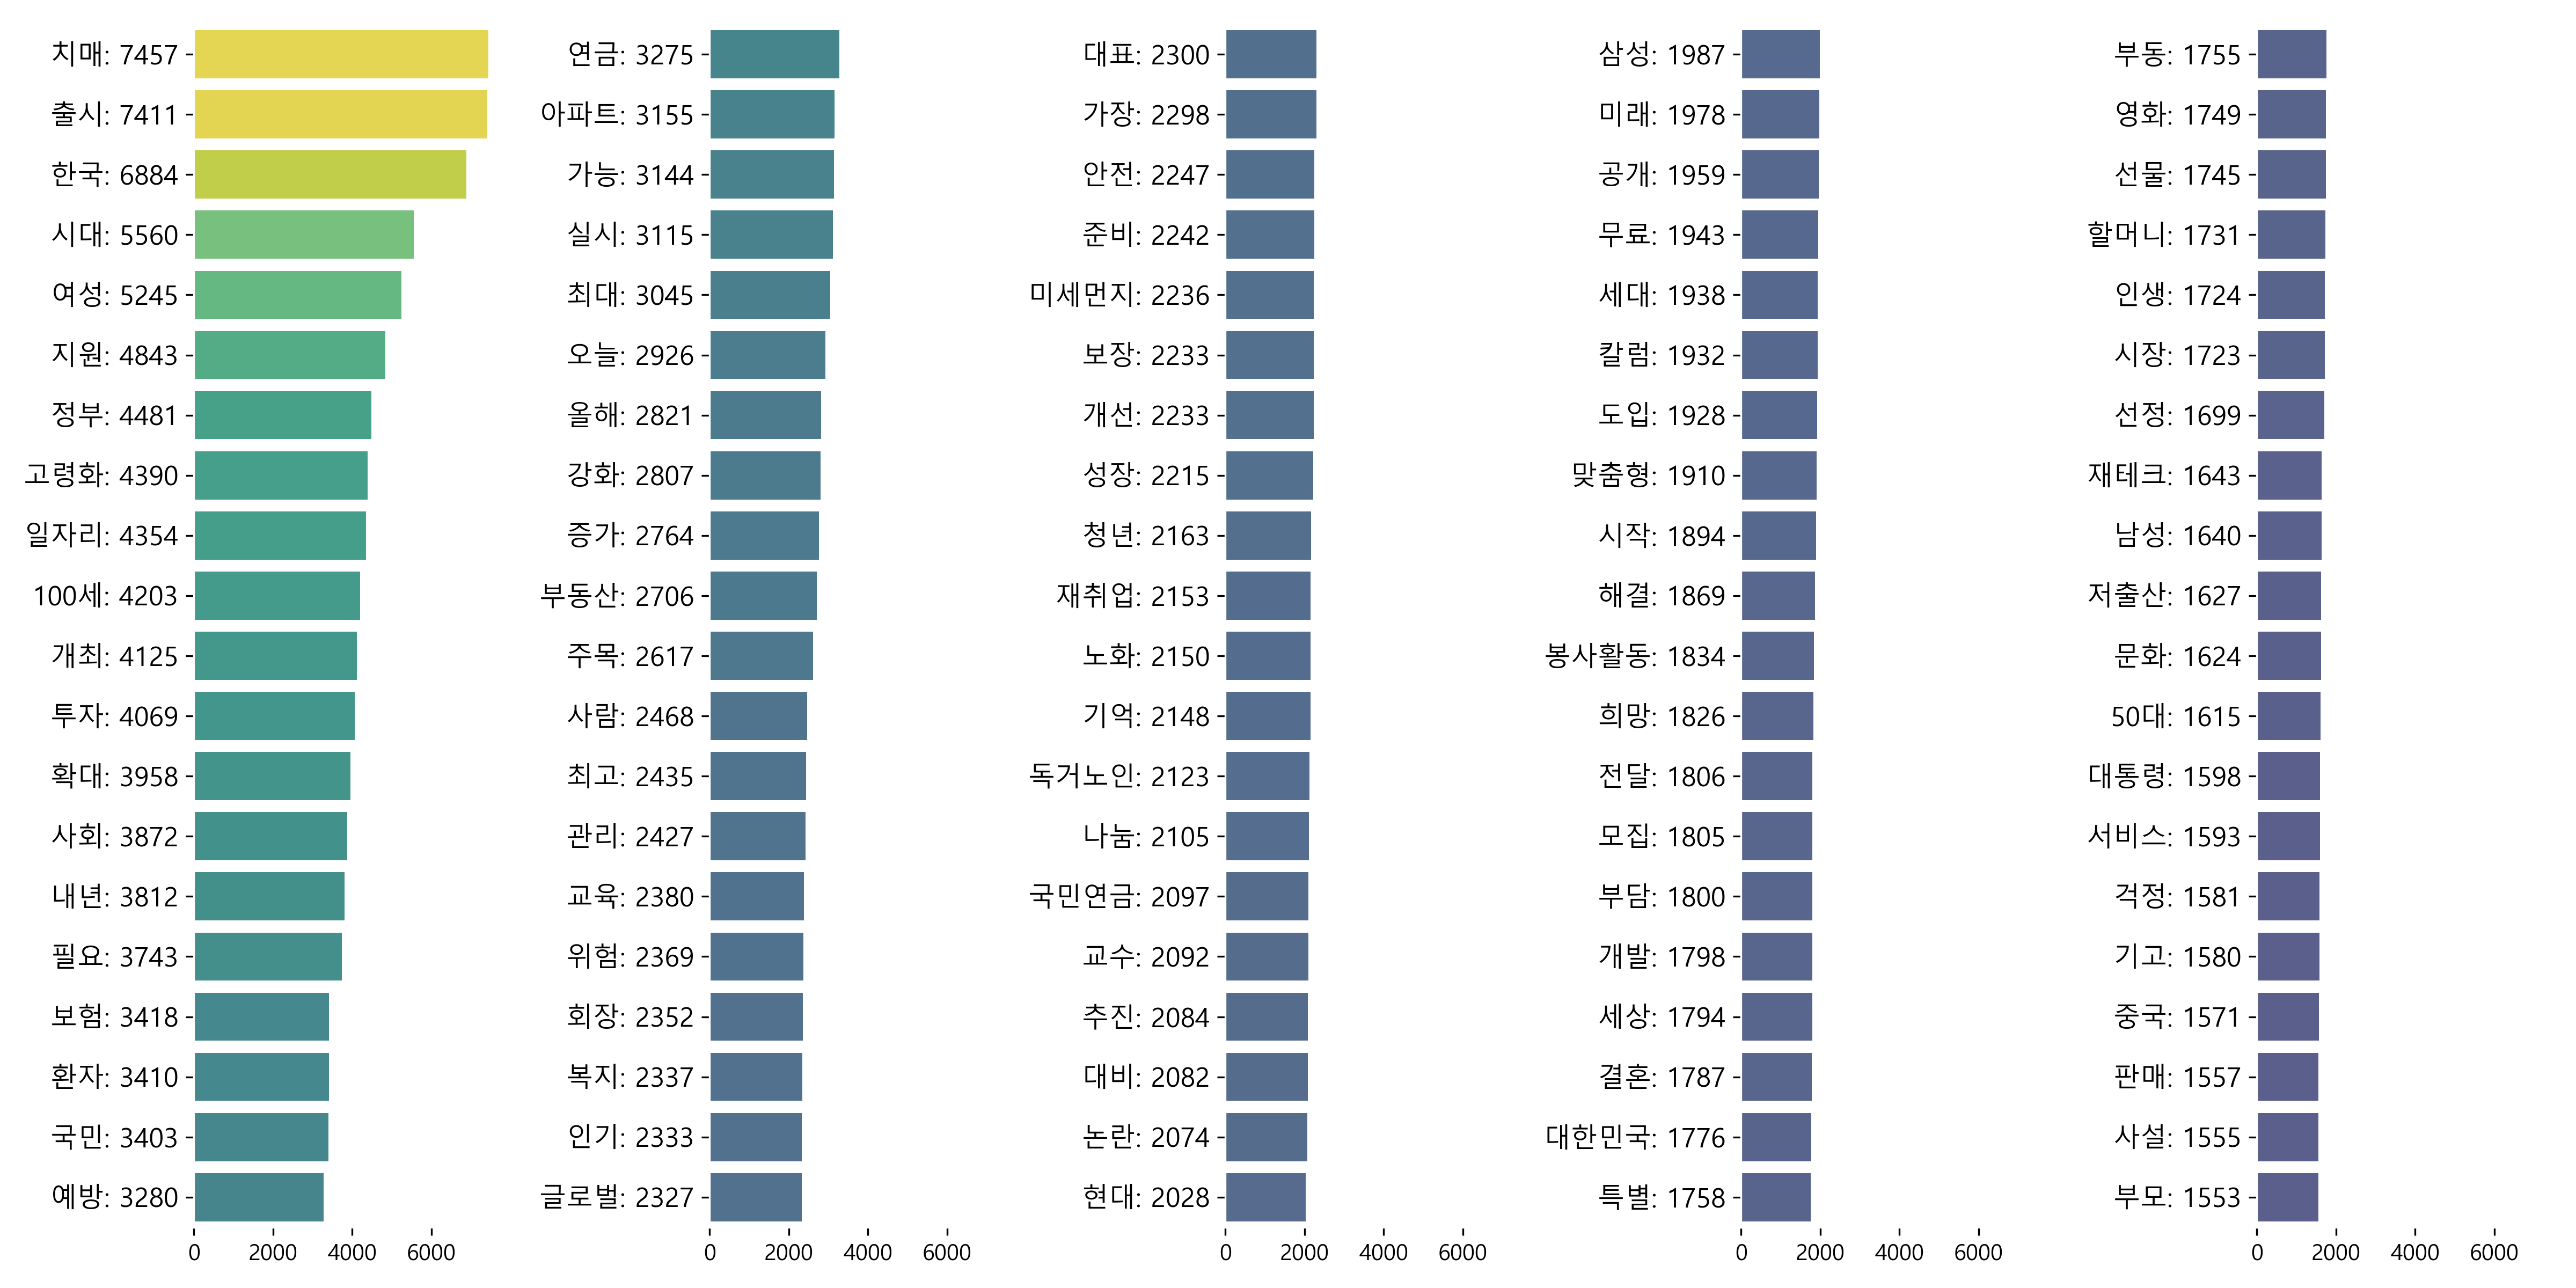 치매: 7457
출시: 7411
한국: 6884
시대: 5560
여성: 5245
지원: 4843
정부: 4481
고령화: 4390
일자리: 4354
100세: 4203
개최: 4125
투자: 4069
확대: 3958
사회: 3872
내년: 3812
필요: 3743
보험: 3418
환자: 3410
국민: 3403
예방: 3280
0 2000 4000 6000
연금: 3275
아파트: 3155
가능: 3144
실시: 3115
최대: 3045
오늘: 2926
올해: 2821
강화: 2807
증가: 2764
부동산: 2706
주목: 2617
사람: 2468
최고: 2435
관리: 2427
교육: 2380
위험: 2369
회장: 2352
복지: 2337
인기: 2333
글로벌: 2327
0 2000 4000 6000
대표: 2300
가장: 2298
안전: 2247
준비: 2242
미세먼지: 2236
보장: 2233
개선: 2233
성장: 2215
청년: 2163
재취업: 2153
노화: 2150
기억: 2148
독거노인: 2123
나눔: 2105
국민연금: 2097
교수: 2092
추진: 2084
대비: 2082
논란: 2074
현대: 2028
0 2000 4000 6000
삼성: 1987
미래: 1978
공개: 1959
무료: 1943
세대: 1938
칼럼: 1932
도입: 1928
맞춤형: 1910
시작: 1894
해결: 1869
봉사활동: 1834
희망: 1826
전달: 1806
모집: 1805
부담: 1800
개발: 1798
세상: 1794
결혼: 1787
대한민국: 1776
특별: 1758
0 2000 4000 6000
부동: 1755
영화: 1749
선물: 1745
할머니: 1731
인생: 1724
시장: 1723
선정: 1699
재테크: 1643
남성: 1640
저출산: 1627
문화: 1624
50대: 1615
대통령: 1598
서비스: 1593
걱정: 1581
기고: 1580
중국: 1571
판매: 1557
사설: 1555
부모: 1553
0 2000 4000 6000